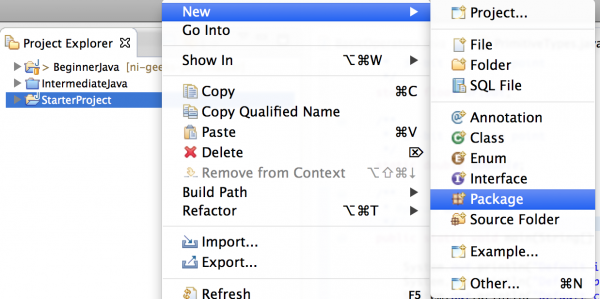 Project Explorer
> BeginnerJava [ni-gee
IntermediateJava
StarterProject
New
Go Into
Show In ⌥⌘W
Copy ⌘C
Copy Qualified Name
Paste ⌘V
Delete ⌦
Remove from Context ⌥⇧⌘↓
Build Path
Refactor ⌥⌘T
Import...
Export...
Refresh F5
Project...
File
Folder
SQL File
Annotation
Class
Enum
Interface
Package
Source Folder
Example...
Other... ⌘N